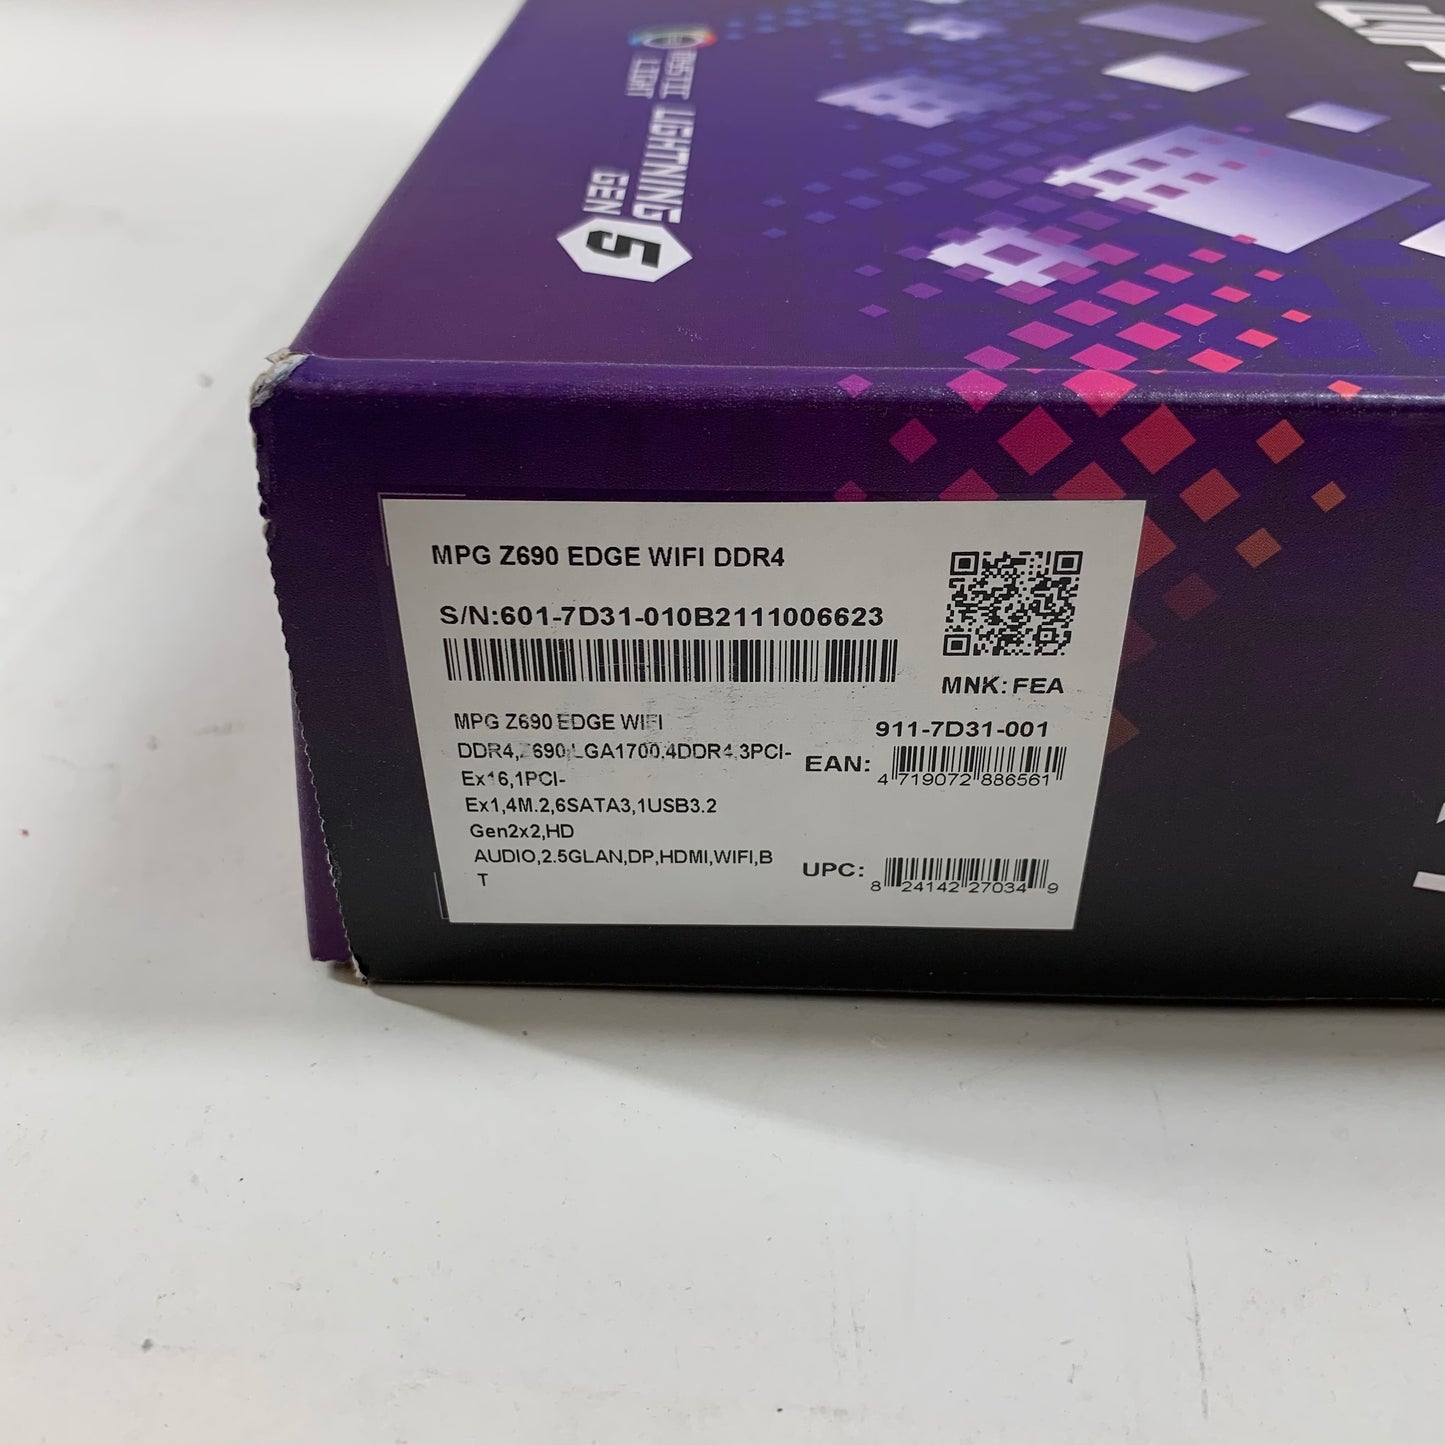 MYSTIC
LIGHT
LIGHTNING
GEN 5
MPG Z690 EDGE WIFI DDR4
S/N:601-7D31-010B2111006623
MNK: FEA
MPG Z690 EDGE WIFI
DDR4,Z690,LGA1700,4DDR4,3PCI-
Ex16,1PCI-
Ex1,4M.2,6SATA3,1USB3.2
Gen2x2,HD
AUDIO,2.5GLAN,DP,HDMI,WIFI,B
T
911-7D31-001
EAN: 4 719072 886561
UPC: 8 24142 27034 9